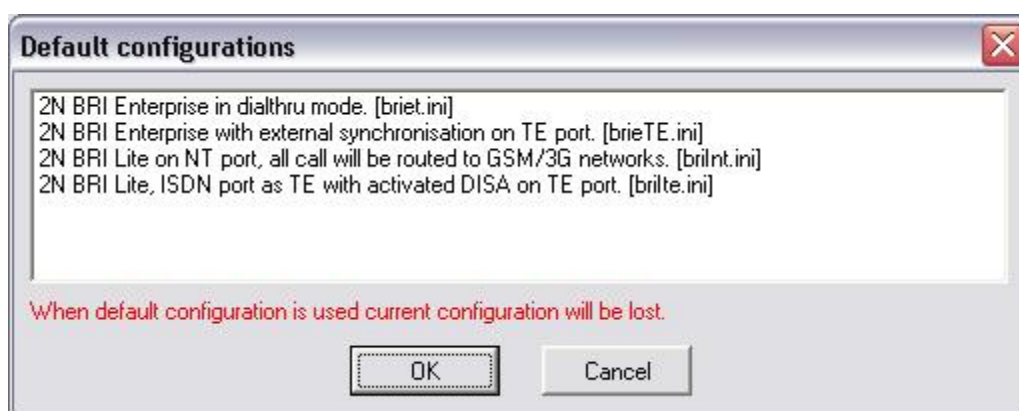 Default configurations
2N BRI Enterprise in dialthru mode. [briet.ini]
2N BRI Enterprise with external synchronisation on TE port. [brieTE.ini]
2N BRI Lite on NT port, all call will be routed to GSM/3G networks. [brilnt.ini]
2N BRI Lite, ISDN port as TE with activated DISA on TE port. [brilte.ini]
When default configuration is used current configuration will be lost.
OK
Cancel